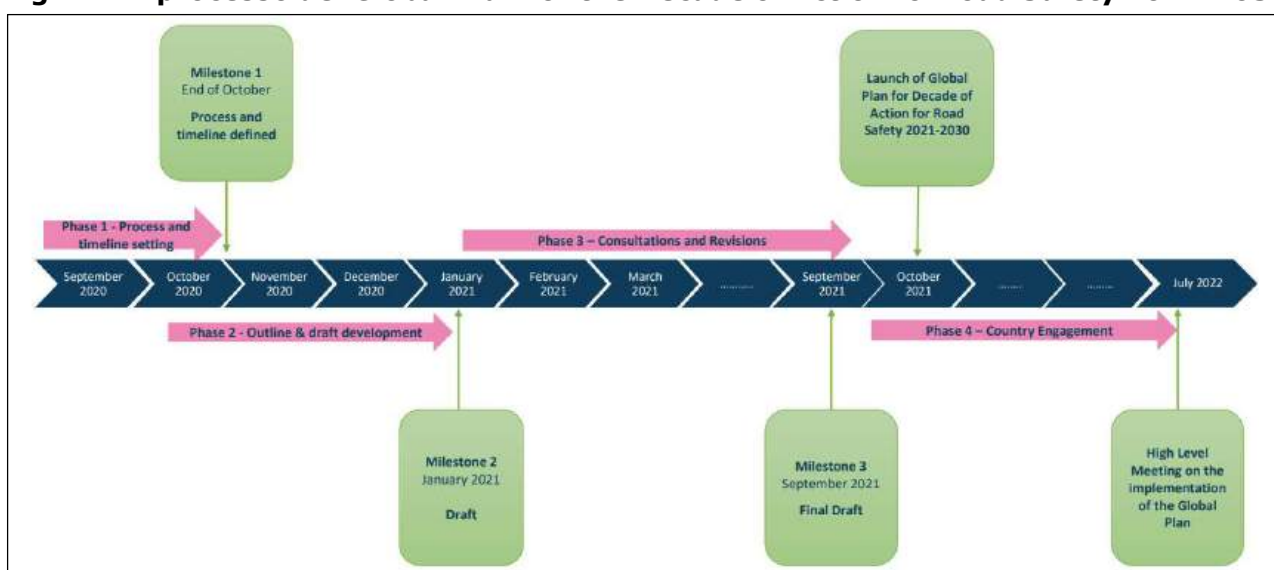 Milestone 1
End of October
Process and
timeline defined
Launch of Global
Plan for Decade of
Action for Road
Safety 2021-2030
Phase 1 - Process and
timeline setting
Phase 3 – Consultations and Revisions
September
2020
October
2020
November
2020
December
2020
January
2021
February
2021
March
2021
..........
September
2021
October
2021
........
........
July 2022
Phase 2 - Outline & draft development
Phase 4 – Country Engagement
Milestone 2
January 2021
Draft
Milestone 3
September 2021
Final Draft
High Level
Meeting on the
implementation
of the Global
Plan